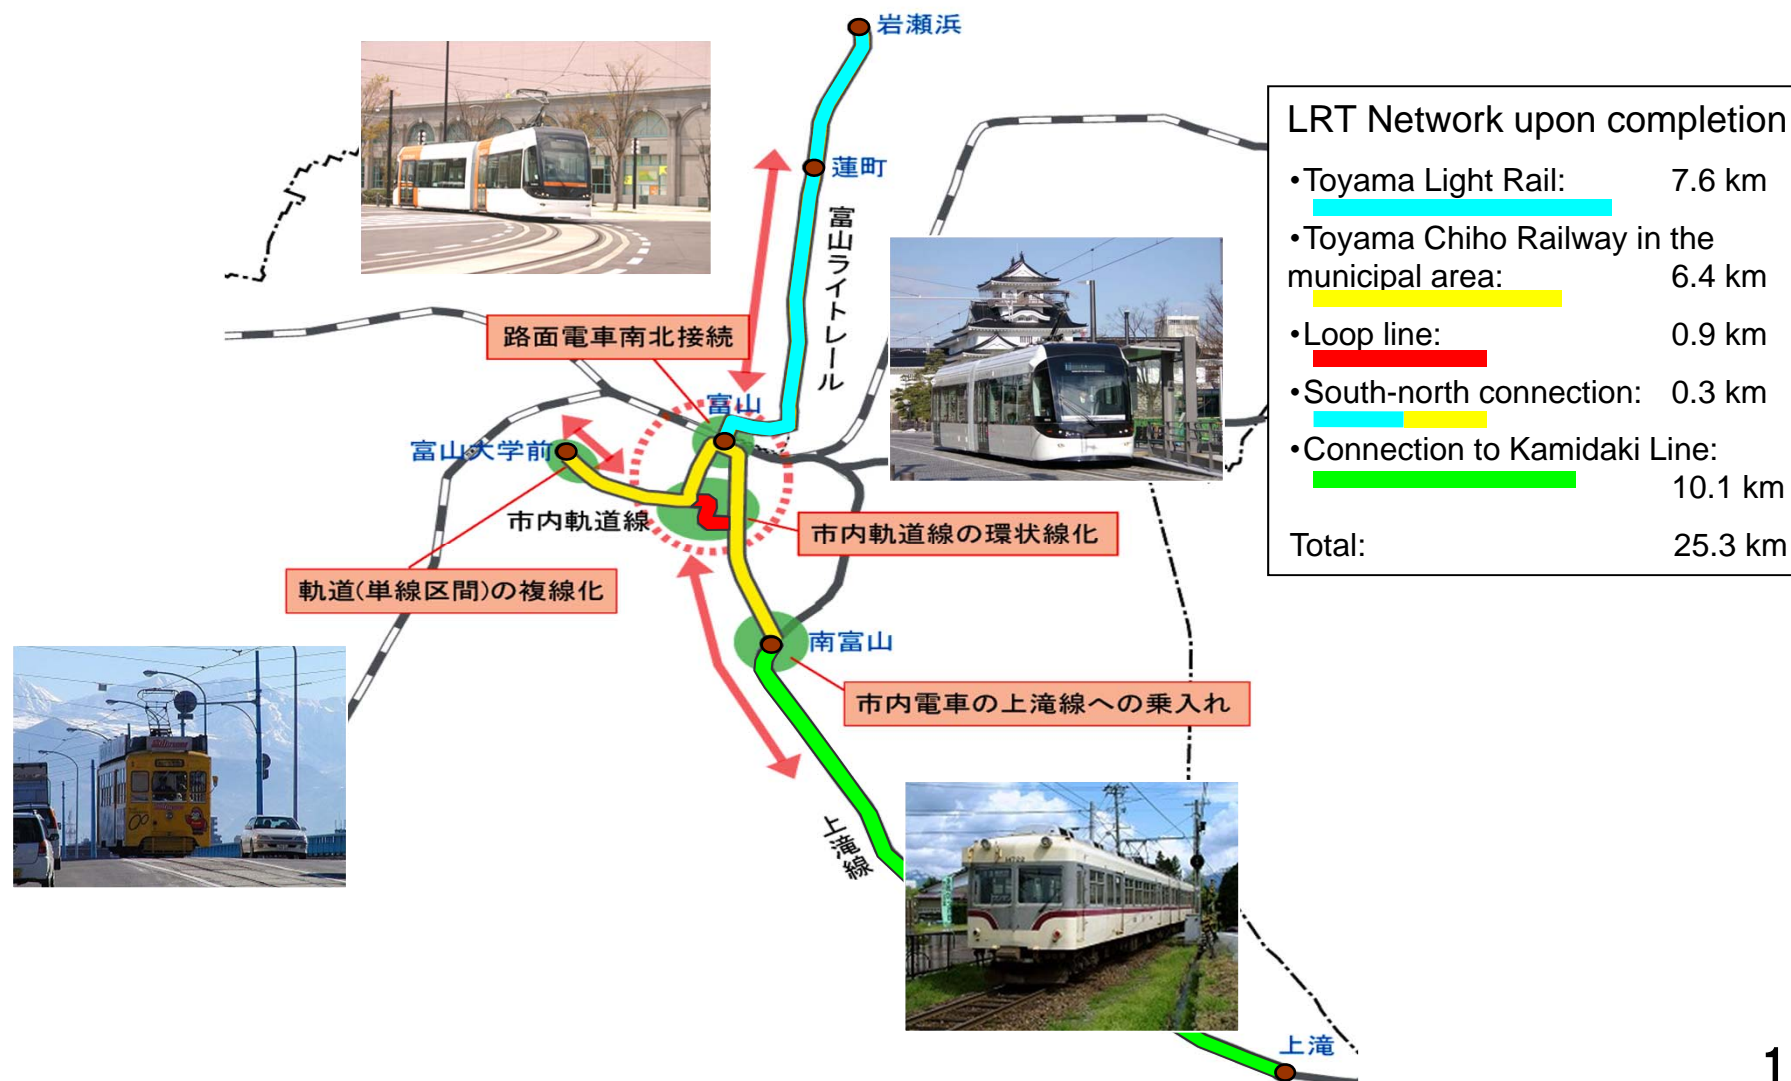 岩瀬浜
蓮町
富山ライトレール
路面電車南北接続
富山
富山大学前
市内軌道線
市内軌道線の環状線化
軌道(単線区間)の複線化
南富山
市内電車の上滝線への乗入れ
上滝線
上滝
LRT Network upon completion
•Toyama Light Rail: 7.6 km
•Toyama Chiho Railway in the
municipal area: 6.4 km
•Loop line: 0.9 km
•South-north connection: 0.3 km
•Connection to Kamidaki Line:
10.1 km
Total: 25.3 km
1